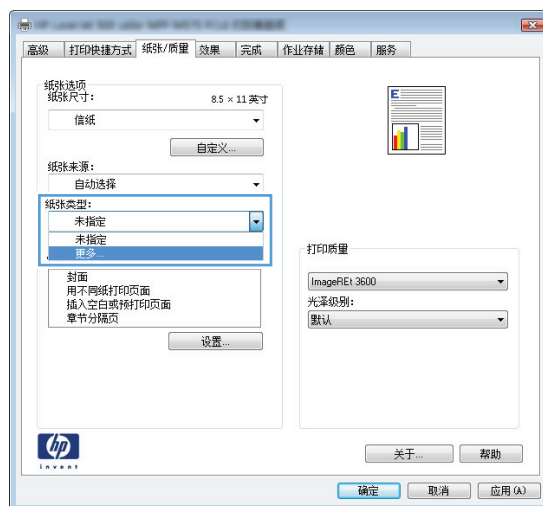 高级 打印快捷方式 纸张/质量 效果 完成 作业存储 颜色 服务
纸张选项
纸张尺寸: 8.5 × 11 英寸
信纸
自定义...
纸张来源:
自动选择
纸张类型:
未指定
未指定
更多...
封面
用不同纸打印页面
插入空白或预打印页面
章节分隔页
设置...
E
打印质量
ImageREt 3600
光泽级别:
默认
hp
invent
关于... 帮助
确定 取消 应用(A)